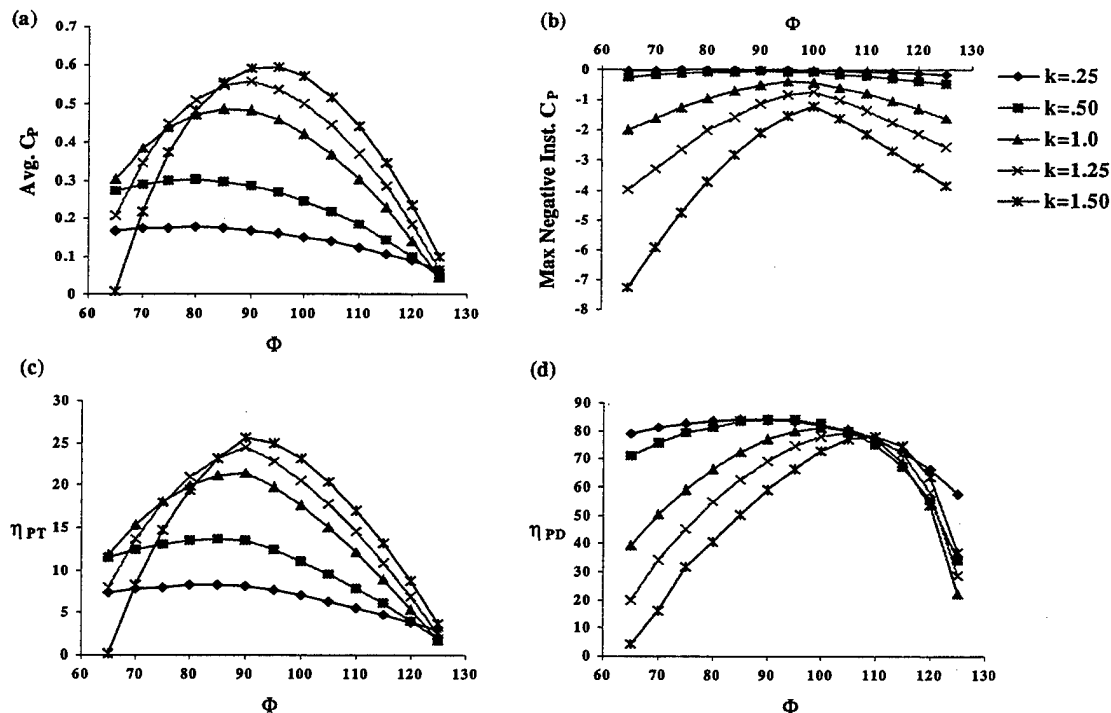 (a)
Avg. C_P
0.7
0.6
0.5
0.4
0.3
0.2
0.1
0
60 70 80 90 100 110 120 130
Φ
(b)
Φ
60 70 80 90 100 110 120 130
Max Negative Inst. C_P
0
-1
-2
-3
-4
-5
-6
-7
-8
k=.25
k=.50
k=1.0
k=1.25
k=1.50
(c)
η_PT
30
25
20
15
10
5
0
60 70 80 90 100 110 120 130
Φ
(d)
η_PD
90
80
70
60
50
40
30
20
10
0
60 70 80 90 100 110 120 130
Φ